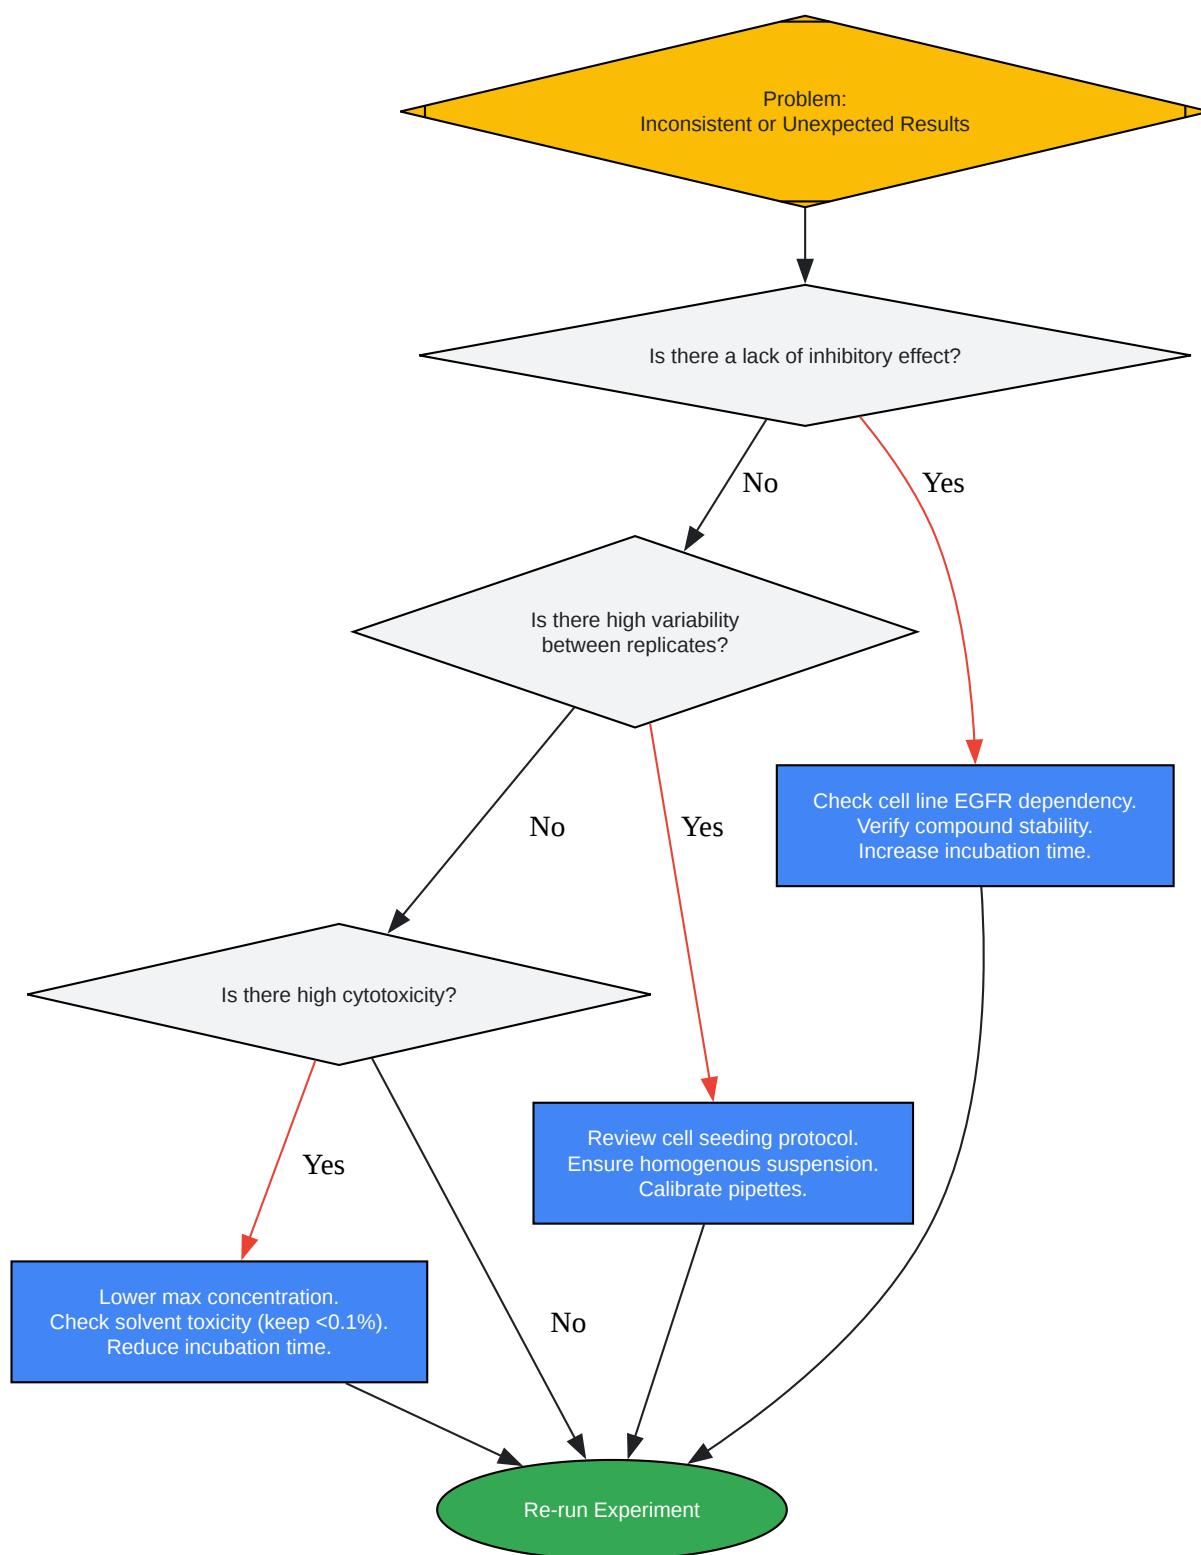 Problem:
Inconsistent or Unexpected Results
Is there a lack of inhibitory effect?
No
Yes
Is there high variability
between replicates?
No
Yes
Check cell line EGFR dependency.
Verify compound stability.
Increase incubation time.
Is there high cytotoxicity?
Yes
No
Review cell seeding protocol.
Ensure homogenous suspension.
Calibrate pipettes.
Lower max concentration.
Check solvent toxicity (keep <0.1%).
Reduce incubation time.
Re-run Experiment